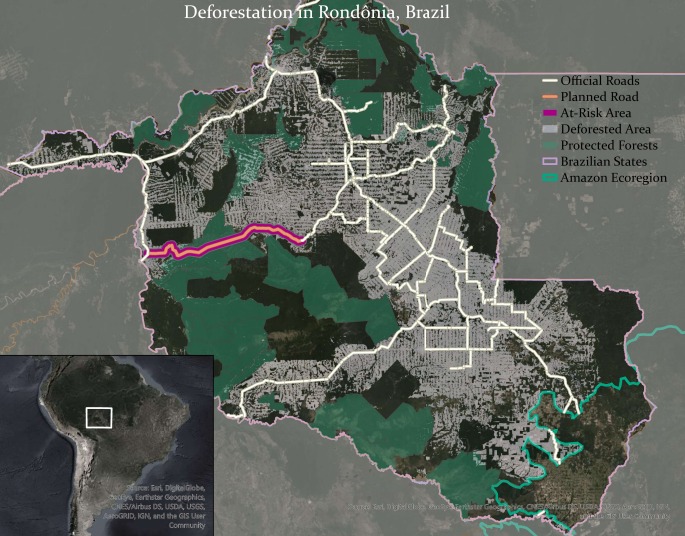 Deforestation in Rondônia, Brazil
Official Roads
Planned Road
At-Risk Area
Deforested Area
Protected Forests
Brazilian States
Amazon Ecoregion
Source: Esri, DigitalGlobe,
GeoEye, Earthstar Geographics,
CNES/Airbus DS, USDA, USGS,
AeroGRID, IGN, and the GIS User
Community